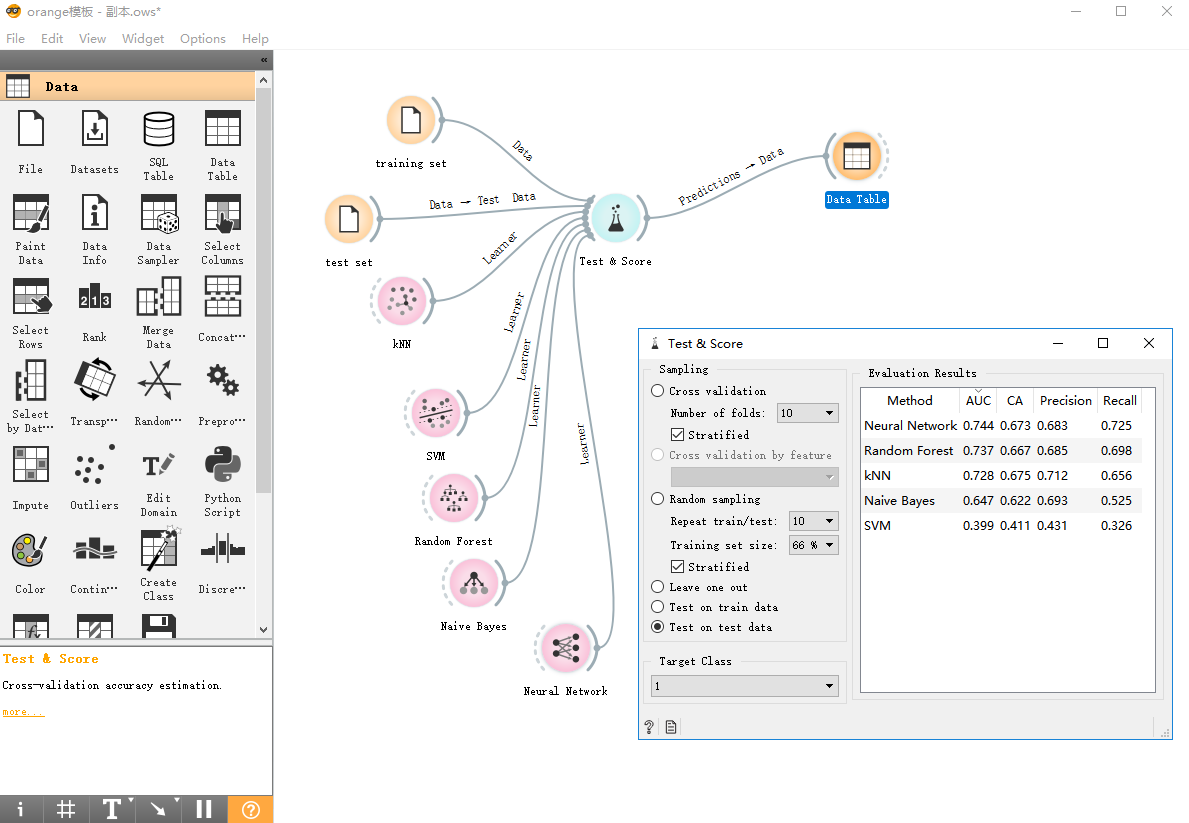 orange模板 - 副本.ows*
File Edit View Widget Options Help
«
Data
File Datasets SQL Table Data Table
Paint Data Data Info Data Sampler Select Columns
Select Rows Rank Merge Data Concat···
Select by Dat··· Transp··· Random··· Prepro···
Impute Outliers Edit Domain Python Script
Color Contin··· Create Class Discre···
Test & Score
Cross-validation accuracy estimation.
more...
training set
Data
test set
Data → Test Data
Learner
kNN
Learner
SVM
Learner
Random Forest
Learner
Naive Bayes
Learner
Neural Network
Test & Score
Predictions → Data
Data Table
Test & Score
Sampling
Cross validation
Number of folds: 10
Stratified
Cross validation by feature
Random sampling
Repeat train/test: 10
Training set size: 66 %
Stratified
Leave one out
Test on train data
Test on test data
Target Class
1
Evaluation Results
Method AUC CA Precision Recall
Neural Network 0.744 0.673 0.683 0.725
Random Forest 0.737 0.667 0.685 0.698
kNN 0.728 0.675 0.712 0.656
Naive Bayes 0.647 0.622 0.693 0.525
SVM 0.399 0.411 0.431 0.326